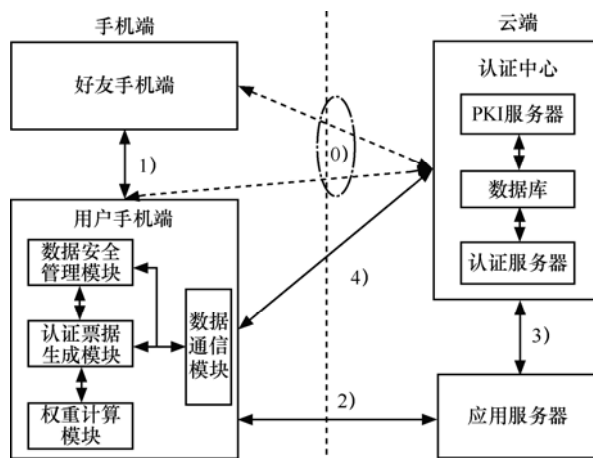 手机端
云端
好友手机端
认证中心
PKI服务器
0)
1)
数据库
用户手机端
数据安全
管理模块
4)
认证服务器
数据
通信
模块
认证票据
生成模块
3)
权重计算
模块
2)
应用服务器